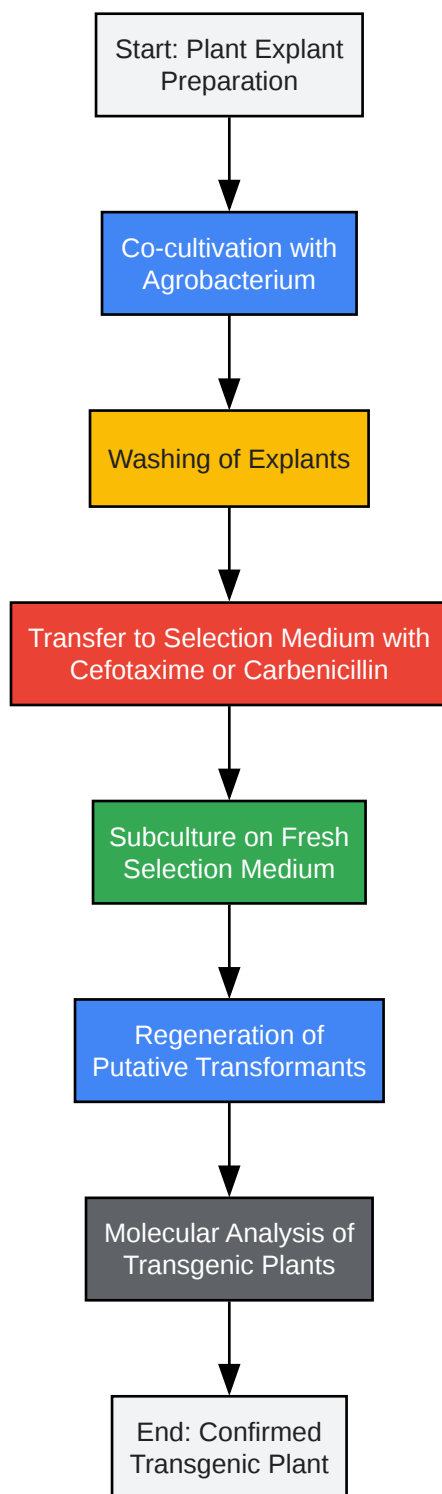 Start: Plant Explant
Preparation
Co-cultivation with
Agrobacterium
Washing of Explants
Transfer to Selection Medium with
Cefotaxime or Carbenicillin
Subculture on Fresh
Selection Medium
Regeneration of
Putative Transformants
Molecular Analysis of
Transgenic Plants
End: Confirmed
Transgenic Plant